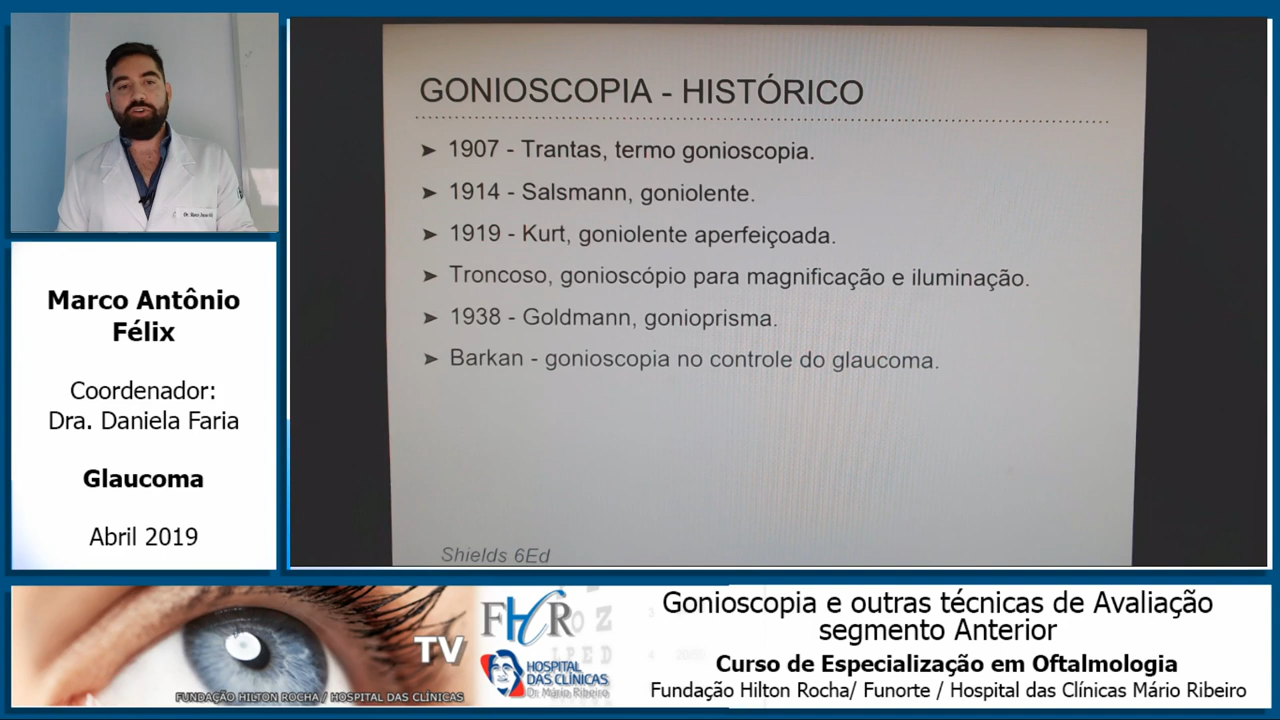 GONIOSCOPIA - HISTÓRICO
1907 - Trantas, termo gonioscopia.
1914 - Salsmann, goniolente.
1919 - Kurt, goniolente aperfeiçoada.
Troncoso, gonioscópio para magnificação e iluminação.
1938 - Goldmann, gonioprisma.
Barkan - gonioscopia no controle do glaucoma.
Shields 6Ed
Marco Antônio
Félix
Coordenador:
Dra. Daniela Faria
Glaucoma
Abril 2019
TV
FUNDAÇÃO HILTON ROCHA / HOSPITAL DAS CLÍNICAS
FHR
HOSPITAL
DAS CLÍNICAS
Dr. Mário Ribeiro
Gonioscopia e outras técnicas de Avaliação
segmento Anterior
Curso de Especialização em Oftalmologia
Fundação Hilton Rocha/ Funorte / Hospital das Clínicas Mário Ribeiro